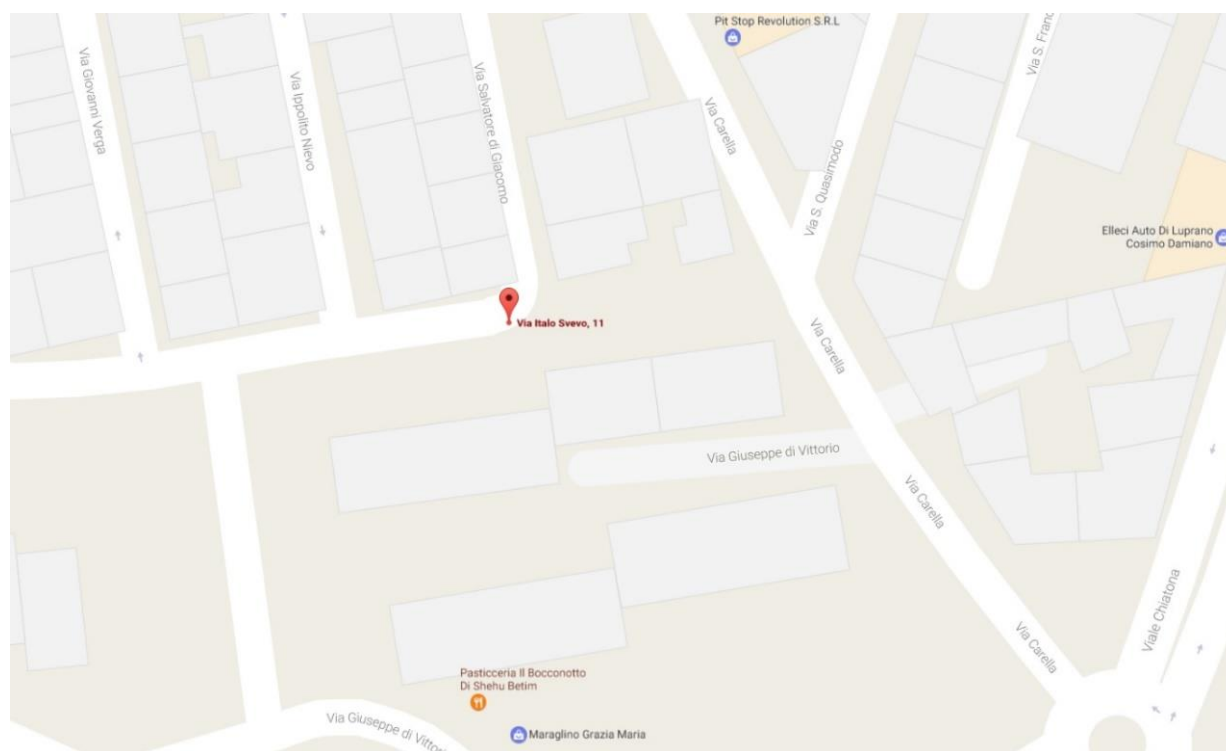 Pit Stop Revolution S.R.L
Via S. Franc
Via Giovanni Verga
Via Ippolito Nievo
Via Salvatore di Giacomo
Via Carella
Via S. Quasimodo
Elleci Auto Di Luprano
Cosimo Damiano
Via Italo Svevo, 11
Via Carella
Via Giuseppe di Vittorio
Via Carella
Viale Chiatona
Via Carella
Pasticceria Il Bocconotto
Di Shehu Betim
Via Giuseppe di Vittor
Maraglino Grazia Maria